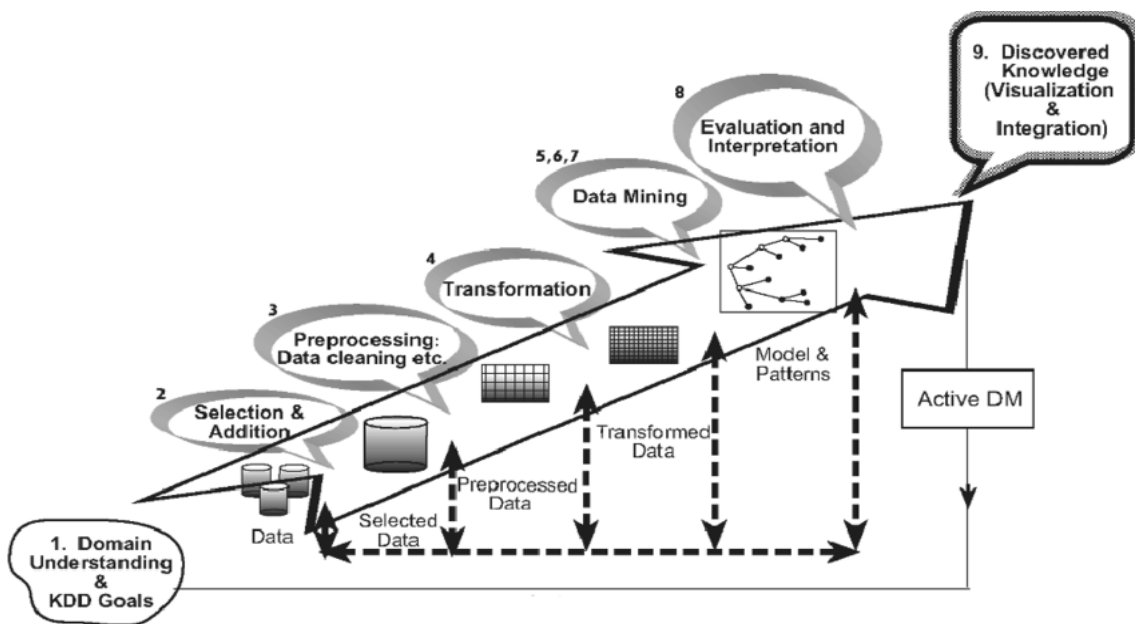 1. Domain
Understanding
&
KDD Goals
2
Selection &
Addition
Data
3
Preprocessing:
Data cleaning etc.
Selected
Data
4
Transformation
Preprocessed
Data
5,6,7
Data Mining
Transformed
Data
8
Evaluation and
Interpretation
Model &
Patterns
9. Discovered
Knowledge
(Visualization
&
Integration)
Active DM